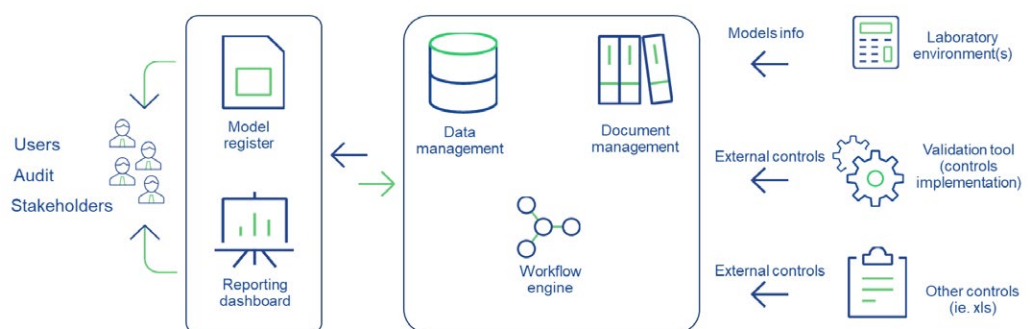 Users
Audit
Stakeholders
Model
register
Reporting
dashboard
Data
management
Document
management
Workflow
engine
Models info
Laboratory
environment(s)
External controls
Validation tool
(controls
implementation)
External controls
Other controls
(ie. xls)